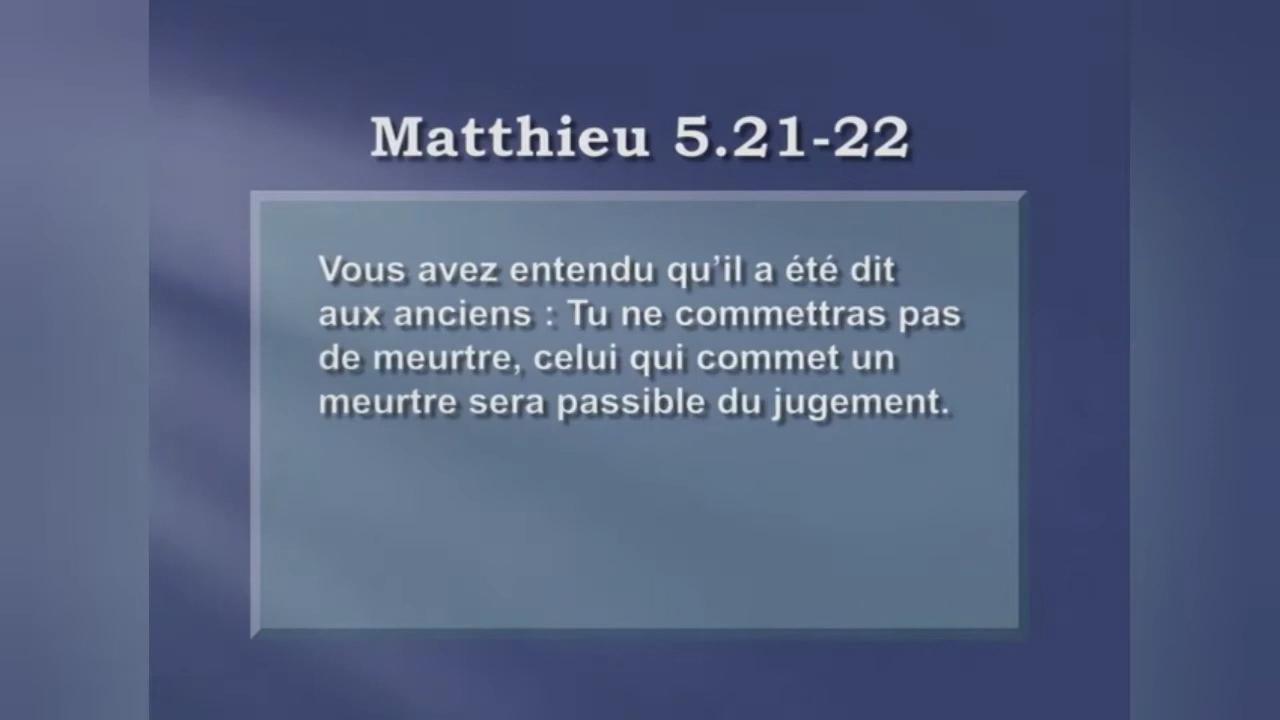 Matthieu 5.21-22
Vous avez entendu qu’il a été dit
aux anciens : Tu ne commettras pas
de meurtre, celui qui commet un
meurtre sera passible du jugement.